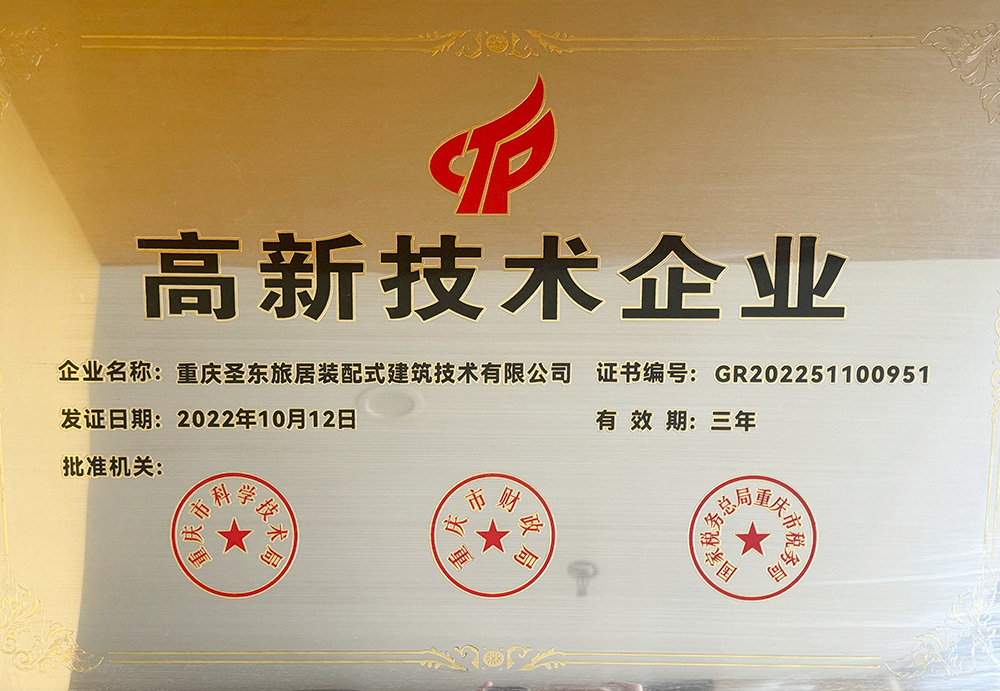 高新技术企业
企业名称：重庆圣东旅居装配式建筑技术有限公司 证书编号：GR202251100951
发证日期：2022年10月12日 有 效 期：三年
批准机关：
重庆市科学技术局
重庆市财政局
国家税务总局重庆市税务局